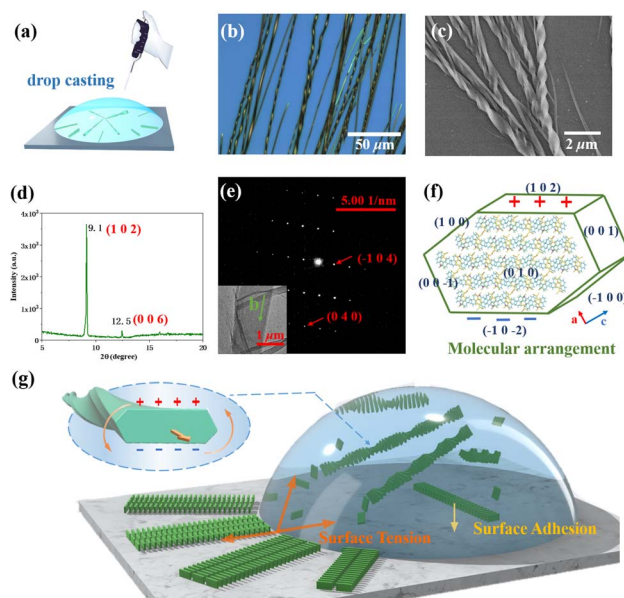 (a)
drop casting
(b)
50 µm
(c)
2 µm
(d)
Intensity (a.u.)
4x10³
3x10³
2x10³
1x10³
0
9.1 (1 0 2)
12.5 (0 0 6)
5 10 15 20
2θ (degree)
(e)
5.00 1/nm
(-1 0 4)
(0 4 0)
b
1 µm
(f)
(1 0 2)
+ + +
(1 0 0)
(0 0 1)
(0 1 0)
(0 0 -1)
(-1 0 0)
(-1 0 -2)
a
c
Molecular arrangement
(g)
+ + + +
− − − −
Surface Tension
Surface Adhesion